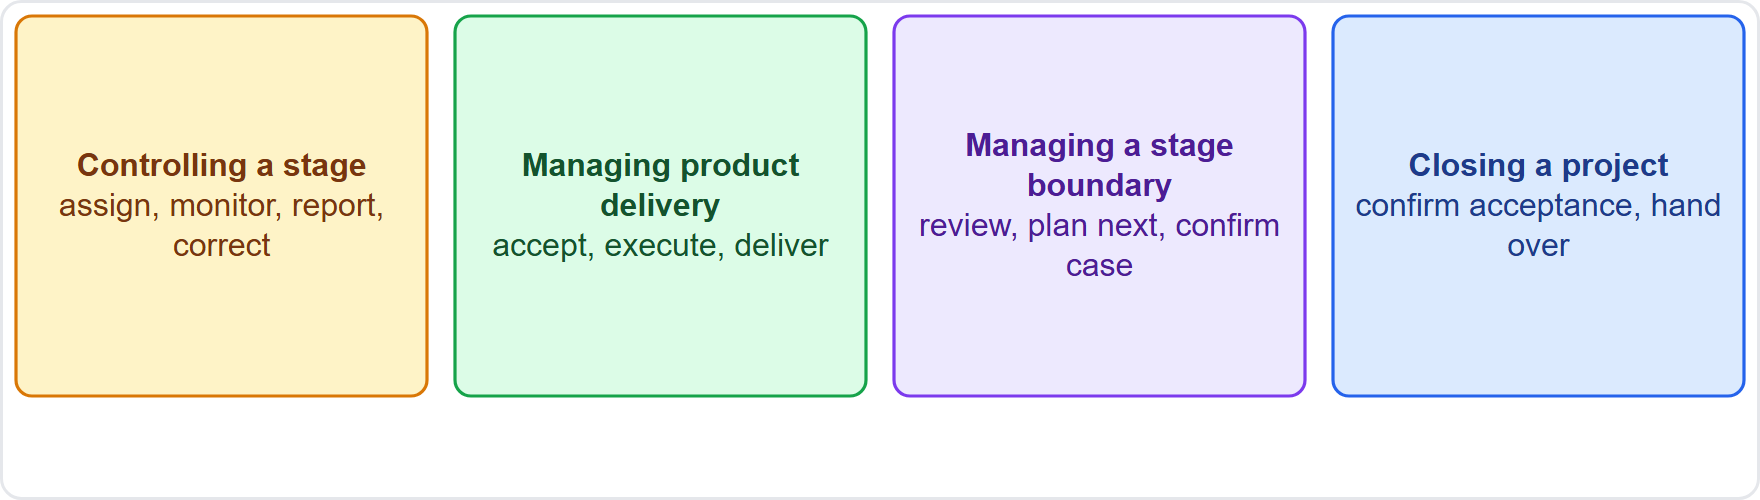 Controlling a stage
assign, monitor, report,
correct
Managing product
delivery
accept, execute, deliver
Managing a stage
boundary
review, plan next, confirm
case
Closing a project
confirm acceptance, hand
over